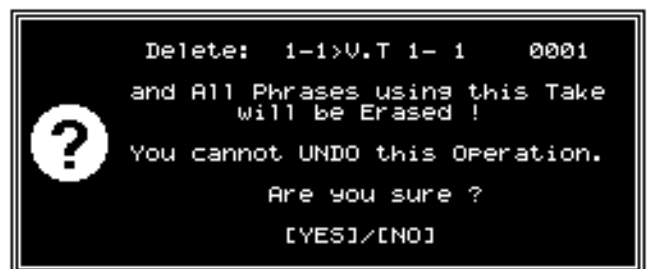 Delete:  1-1>V.T 1- 1    0001
and All Phrases using this Take
will be Erased !
You cannot UNDO this Operation.
Are you sure ?
[YES]/[NO]